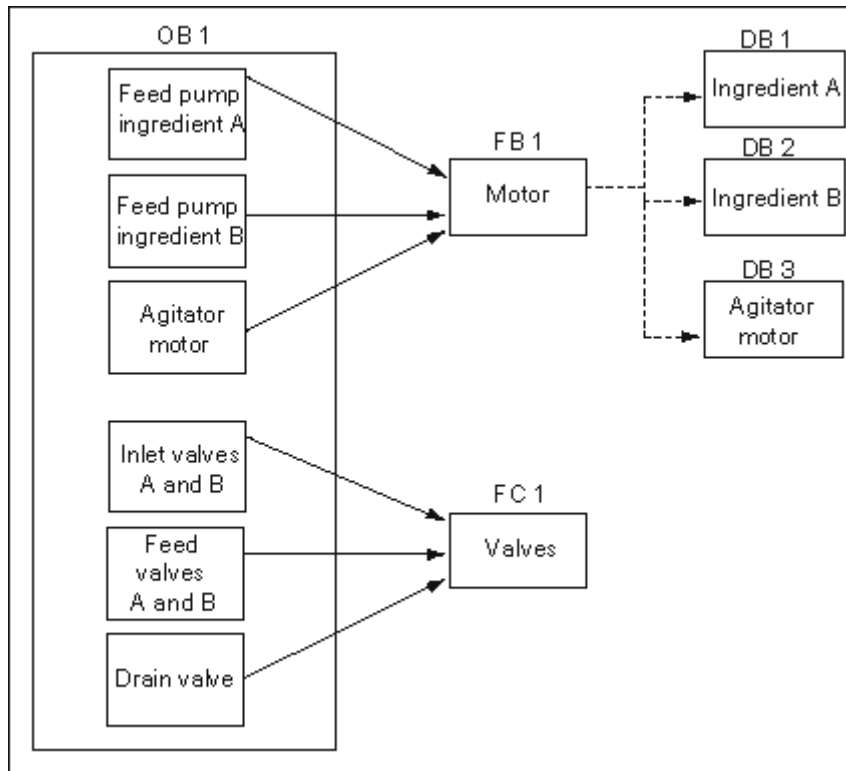 OB 1
Feed pump
ingredient A
Feed pump
ingredient B
Agitator
motor
Inlet valves
A and B
Feed
valves
A and B
Drain valve
FB 1
Motor
FC 1
Valves
DB 1
Ingredient A
DB 2
Ingredient B
DB 3
Agitator
motor